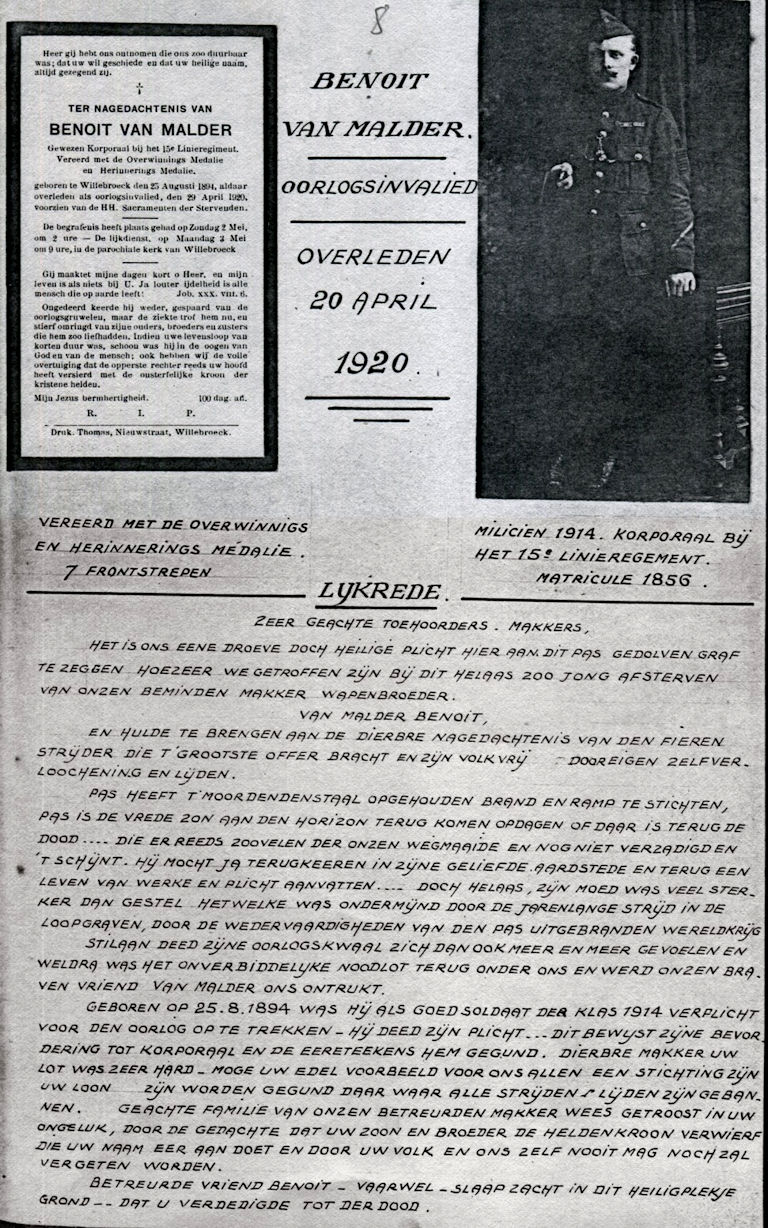 8
Heer gij hebt ons ontnomen die ons zoo duurbaar
was; dat uw wil geschiede en dat uw heilige naam,
altijd gezegend zij.
TER NAGEDACHTENIS VAN
BENOIT VAN MALDER
Gewezen Korporaal bij het 15e Linieregiment.
Vereerd met de Overwinnings Medalie
en Herinnerings Medalie.
geboren te Willebroeck den 25 Augusti 1894, aldaar
overleden als oorlogsinvalied, den 29 April 1920,
voorzien van de HH. Sacramenten der Stervenden.
De begrafenis heeft plaats gehad op Zondag 2 Mei,
om 2 ure — De lijkdienst, op Maandag 3 Mei
om 9 ure, in de parochiale kerk van Willebroeck
Gij maaktet mijne dagen kort o Heer, en mijn
leven is als niets bij U. Ja louter ijdelheid is alle
mensch die op aarde leeft! Job. XXX. VIII. 6.
Ongedeerd keerde hij weder, gespaard van de
oorlogsgruwelen, maar de ziekte trof hem nu, en
stierf omringd van zijne ouders, broeders en zusters
die hem zoo liefhadden. Indien uwe levensloop van
korten duur was, schoon was hij in de oogen van
God en van de mensch; ook hebben wij de volle
overtuiging dat de opperste rechter reeds uw hoofd
heeft versierd met de onsterfelijke kroon der
kristene helden.
Mijn Jezus bermhertigheid. 100 dag. afl.
R. I. P.
Druk. Thomas, Nieuwstraat, Willebroeck.
BENOIT
VAN MALDER.
OORLOGSINVALIED
OVERLEDEN
20 APRIL
1920.
VEREERD MET DE OVERWINNIGS
EN HERINNERINGS MEDALIE.
7 FRONTSTREPEN
MILICIEN 1914. KORPORAAL BIJ
HET 15e LINIEREGEMENT.
MATRICULE 1856.
LYKREDE.
ZEER GEACHTE TOEHOORDERS. MAKKERS,
HET IS ONS EENE DROEVE DOCH HEILIGE PLICHT HIER AAN DIT PAS GEDOLVEN GRAF
TE ZEGGEN HOEZEER WE GETROFFEN ZIJN BIJ DIT HELAAS ZOO JONG AFSTERVEN
VAN ONZEN BEMINDEN MAKKER WAPENBROEDER.
VAN MALDER BENOIT,
EN HULDE TE BRENGEN AAN DE DIERBRE NAGEDACHTENIS VAN DEN FIEREN
STRIJDER DIE T'GROOTSTE OFFER BRACHT EN ZIJN VOLK VRIJ DOOR EIGEN ZELFVER-
LOOCHENING EN LIJDEN.
PAS HEEFT T'MOORDENDENSTAAL OPGEHOUDEN BRAND EN RAMP TE STICHTEN,
PAS IS DE VREDE ZON AAN DEN HORIZON TERUG KOMEN OPDAGEN OF DAAR IS TERUG DE
DOOD .... DIE ER REEDS ZOOVELEN DER ONZEN WEGMAAIDE EN NOG NIET VERZADIGD EN
'T SCHIJNT. HIJ MOCHT JA TERUGKEEREN IN ZIJNE GELIEFDE AARDSTEDE EN TERUG EEN
LEVEN VAN WERKE EN PLICHT AANVATTEN.... DOCH HELAAS, ZIJN MOED WAS VEEL STER-
KER DAN GESTEL HETWELKE WAS ONDERMIJND DOOR DE JARENLANGE STRIJD IN DE
LOOPGRAVEN, DOOR DE WEDERVAARDIGHEDEN VAN DEN PAS UITGEBRANDEN WERELDKRIJG
STILAAN DEED ZIJNE OORLOGSKWAAL ZICH DAN OOK MEER EN MEER GEVOELEN EN
WELDRA WAS HET ONVERBIDDELYKE NOODLOT TERUG ONDER ONS EN WERD ONZEN BRA-
VEN VRIEND VAN MALDER ONS ONTRUKT.
GEBOREN OP 25.8.1894 WAS HIJ ALS GOED SOLDAAT DER KLAS 1914 VERPLICHT
VOOR DEN OORLOG OP TE TREKKEN – HIJ DEED ZIJN PLICHT... DIT BEWYST ZIJNE BEVOR-
DERING TOT KORPORAAL EN DE EERETEEKENS HEM GEGUND. DIERBRE MAKKER UW
LOT WAS ZEER HARD – MOGE UW EDEL VOORBEELD VOOR ONS ALLEN EEN STICHTING ZIJN
UW LOON ZIJN WORDEN GEGUND DAAR WAAR ALLE STRIJDEN & LIJDEN ZIJN GEBAN-
NEN. GEACHTE FAMILIE VAN ONZEN BETREURDEN MAKKER WEES GETROOST IN UW
ONGELUK, DOOR DE GEDACHTE DAT UW ZOON EN BROEDER DE HELDENKROON VERWIERF
DIE UW NAAM EER AAN DOET EN DOOR UW VOLK EN ONS ZELF NOOIT MAG NOCH ZAL
VERGETEN WORDEN.
BETREURDE VRIEND BENOIT – VAARWEL – SLAAP ZACHT IN DIT HEILIG PLEKJE
GROND -- DAT U VERDEDIGDE TOT DER DOOD.